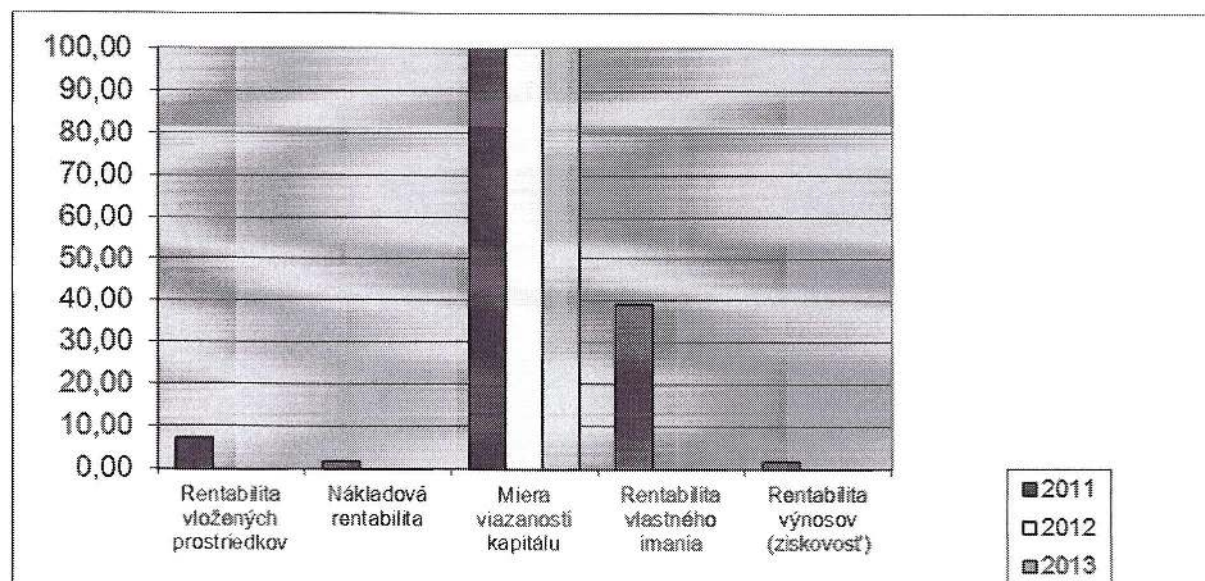 100,00
90,00
80,00
70,00
60,00
50,00
40,00
30,00
20,00
10,00
0,00
Rentabilita
vložených
prostriedkov
Nákladová
rentabilita
Miera
viazanosti
kapitálu
Rentabilita
vlastného
imania
Rentabilita
výnosov
(ziskovosť)
2011
2012
2013